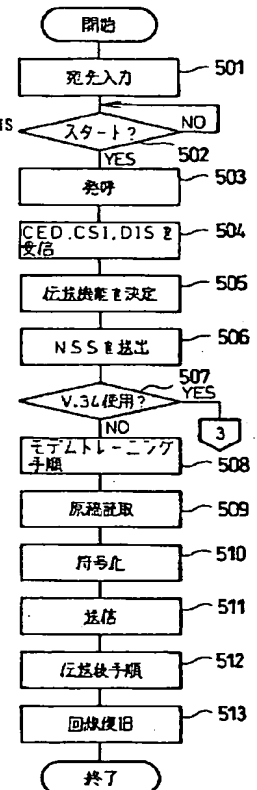 開始
宛先入力
501
TS
スタート?
NO
502
YES
発呼
503
CED.CSI.DISを
受信
504
伝送機能を決定
505
NSSを送出
506
507
V.34使用?
YES
3
NO
モデムトレーニング
手順
508
原稿読取
509
符号化
510
送信
511
伝送後手順
512
回線復旧
513
終了